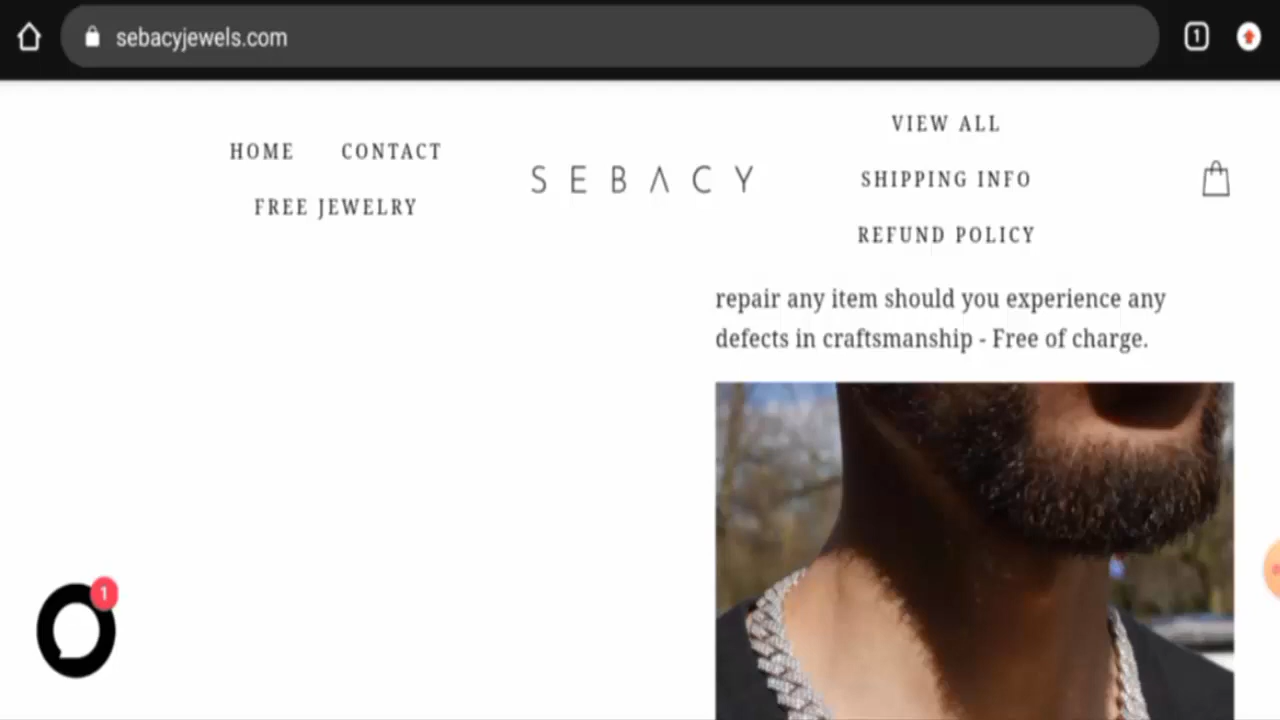 sebacyjewels.com
1
HOME CONTACT
FREE JEWELRY
SEBACY
VIEW ALL
SHIPPING INFO
REFUND POLICY
repair any item should you experience any
defects in craftsmanship - Free of charge.
1